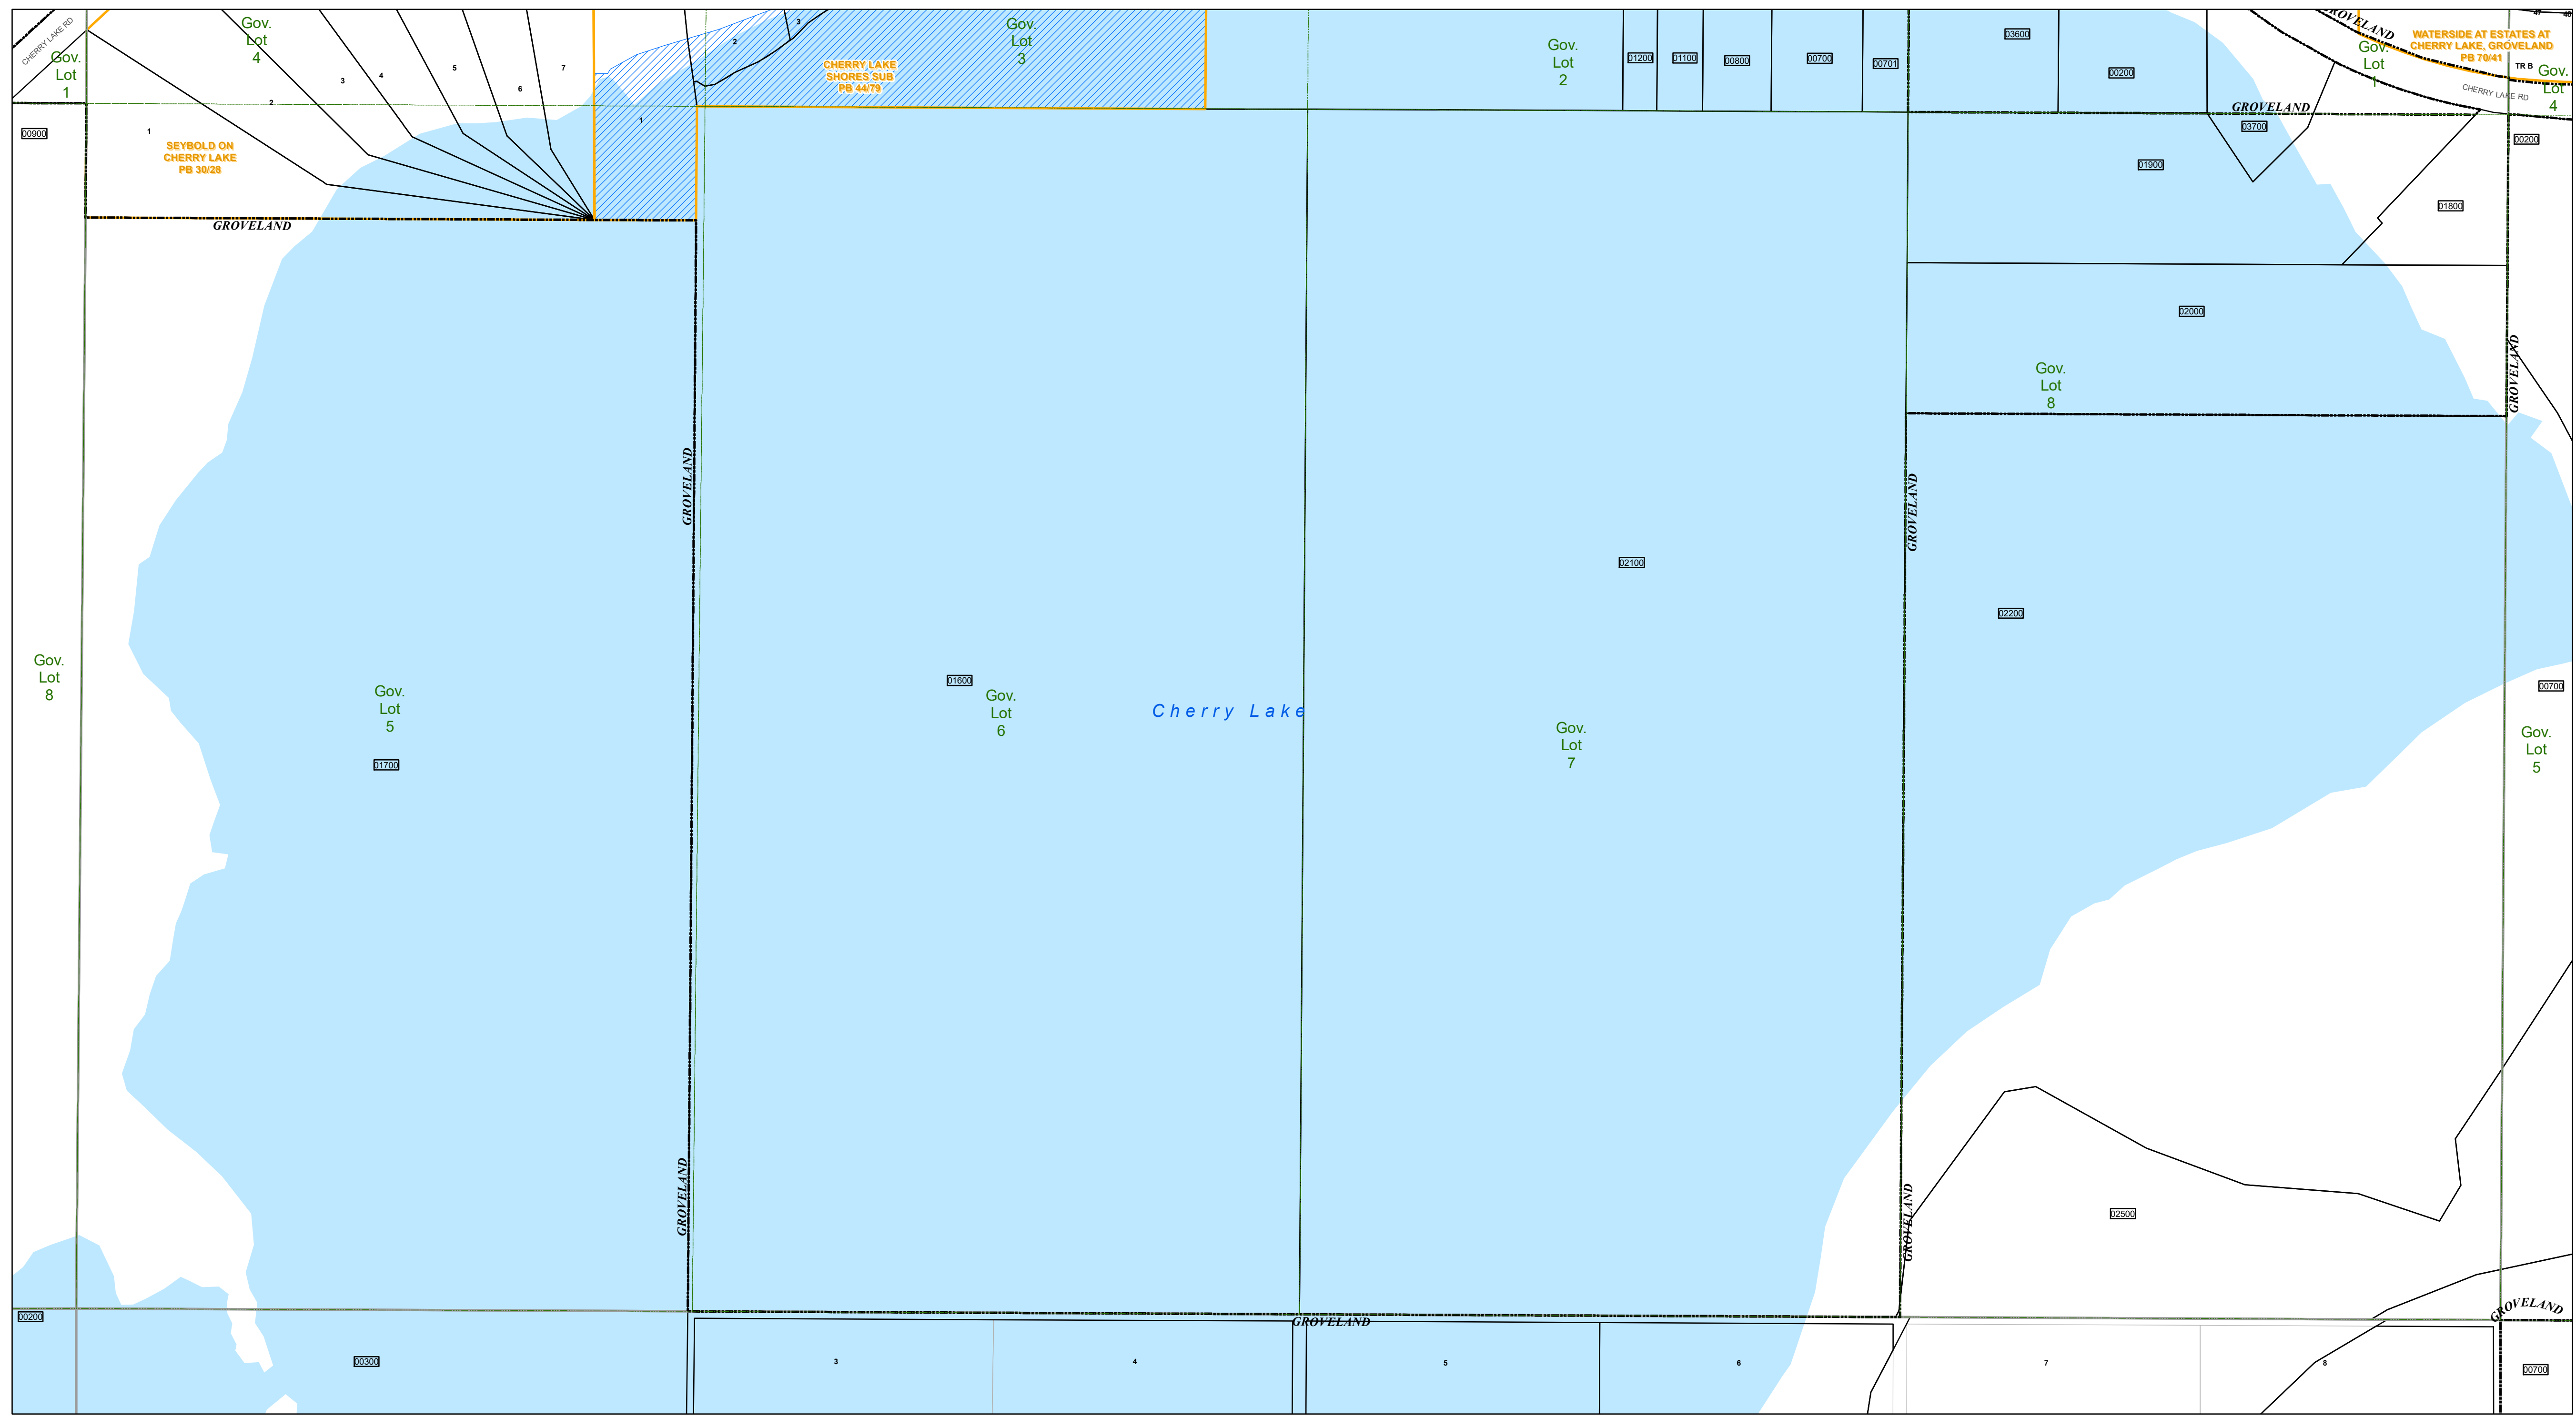 CHERRY LAKE RD
Gov.
Lot
1
Gov.
Lot
4
3
4
5
6
7
2
1
2
3
1
Gov.
Lot
3
CHERRY LAKE
SHORES SUB
PB 44/79
Gov.
Lot
2
01200
01100
00800
00700
00701
03600
00200
GROVELAND
Gov.
Lot
1
47
48
WATERSIDE AT ESTATES AT
CHERRY LAKE, GROVELAND
PB 70/41
TR B
Gov.
Lot
4
CHERRY LAKE RD
GROVELAND
03700
00900
SEYBOLD ON
CHERRY LAKE
PB 30/28
GROVELAND
01900
00200
01800
02000
GROVELAND
Gov.
Lot
8
GROVELAND
GROVELAND
02100
02200
Gov.
Lot
8
Gov.
Lot
5
01700
01600
Gov.
Lot
6
Cherry Lake
Gov.
Lot
7
00700
Gov.
Lot
5
GROVELAND
GROVELAND
02500
00200
GROVELAND
GROVELAND
00300
3
4
5
6
7
8
00700